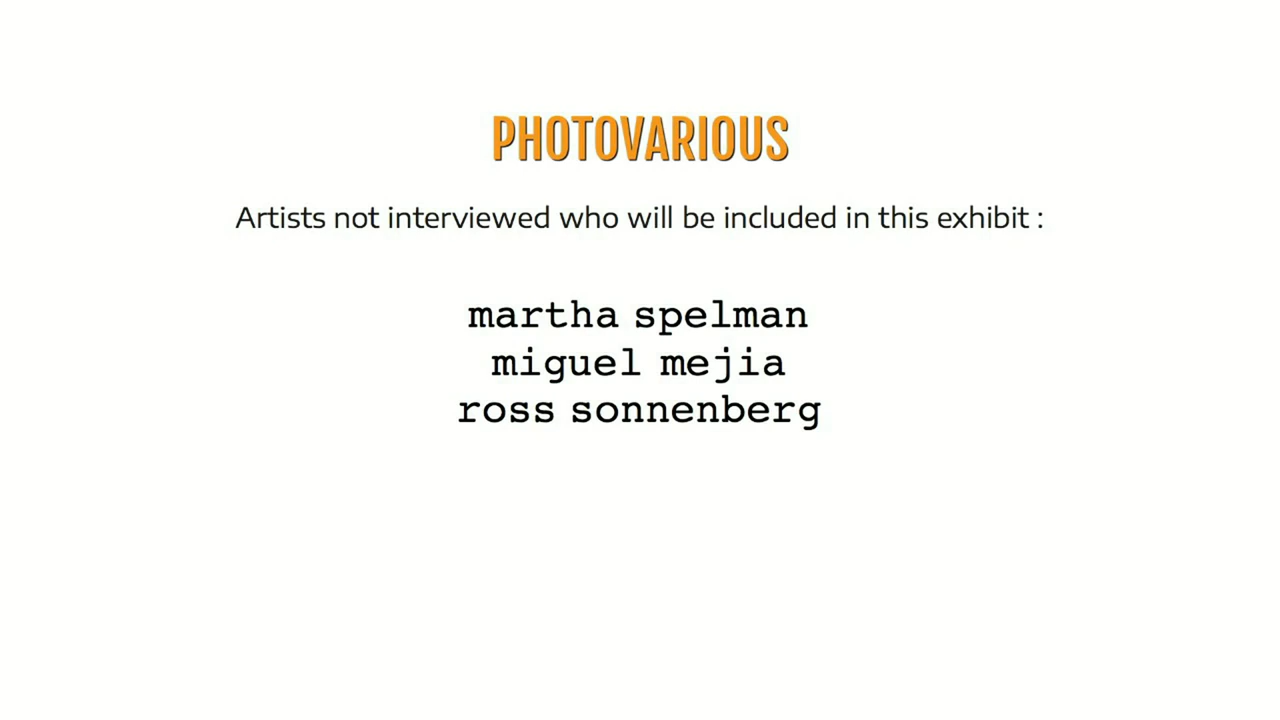 PHOTOVARIOUS
Artists not interviewed who will be included in this exhibit :
martha spelman
miguel mejia
ross sonnenberg